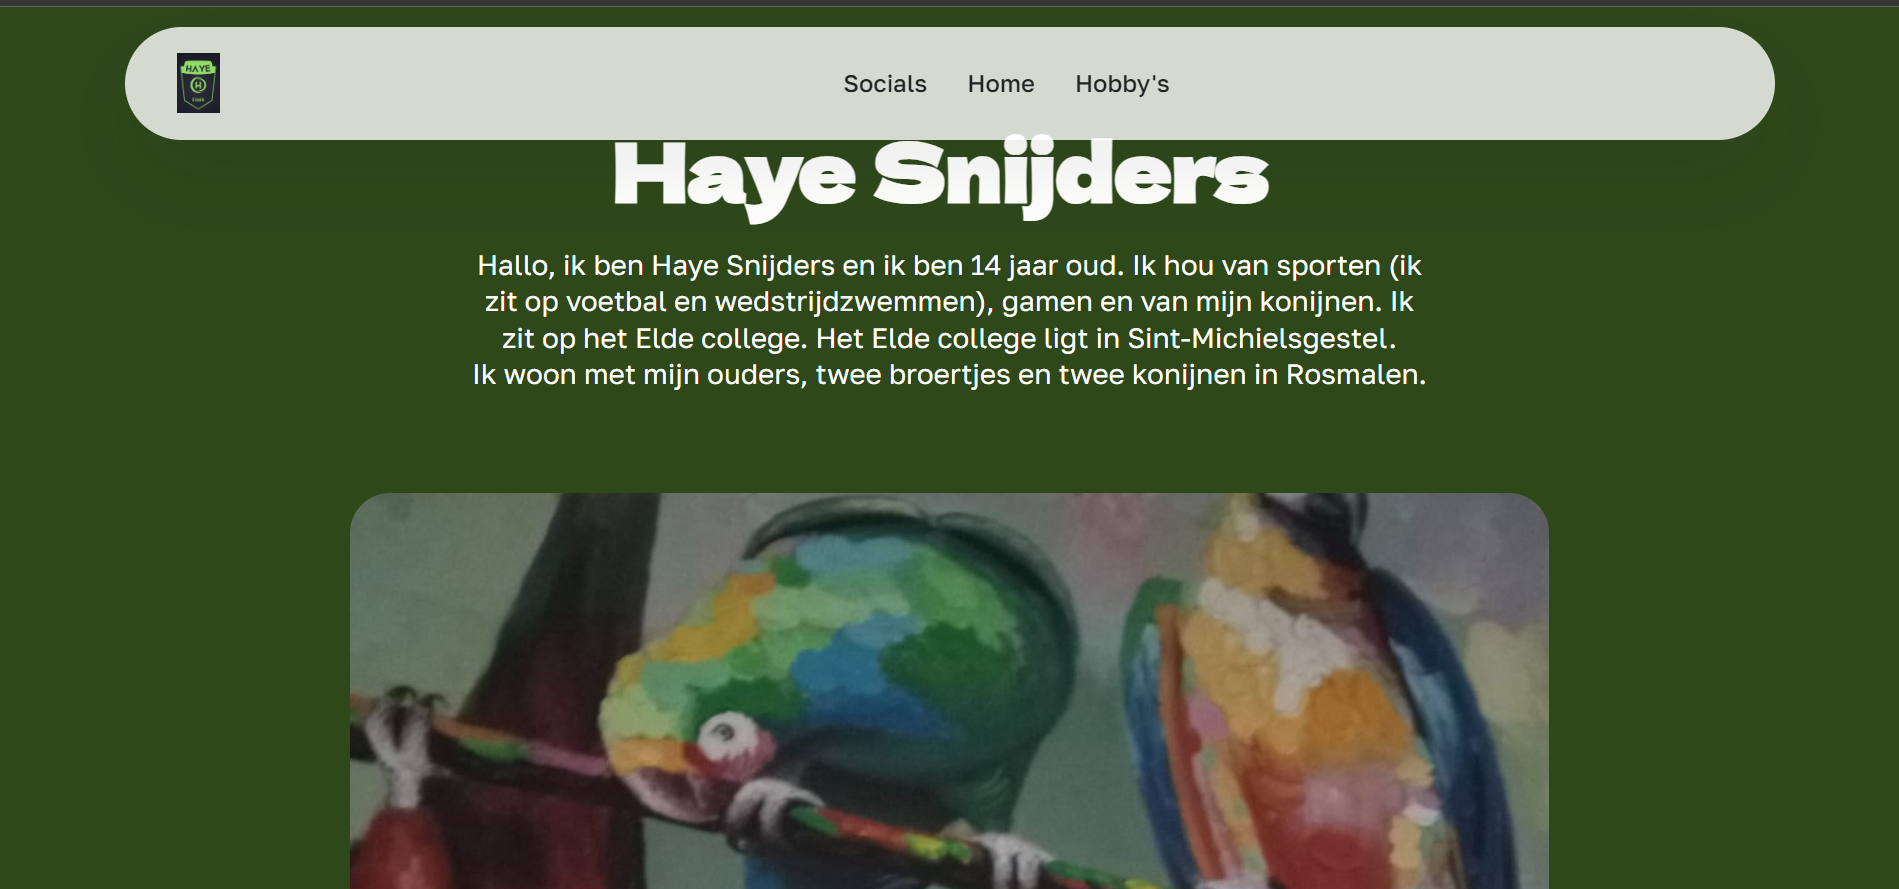 HAYE
H
Socials Home Hobby's
Haye Snijders
Hallo, ik ben Haye Snijders en ik ben 14 jaar oud. Ik hou van sporten (ik
zit op voetbal en wedstrijdzwemmen), gamen en van mijn konijnen. Ik
zit op het Elde college. Het Elde college ligt in Sint-Michielsgestel.
Ik woon met mijn ouders, twee broertjes en twee konijnen in Rosmalen.